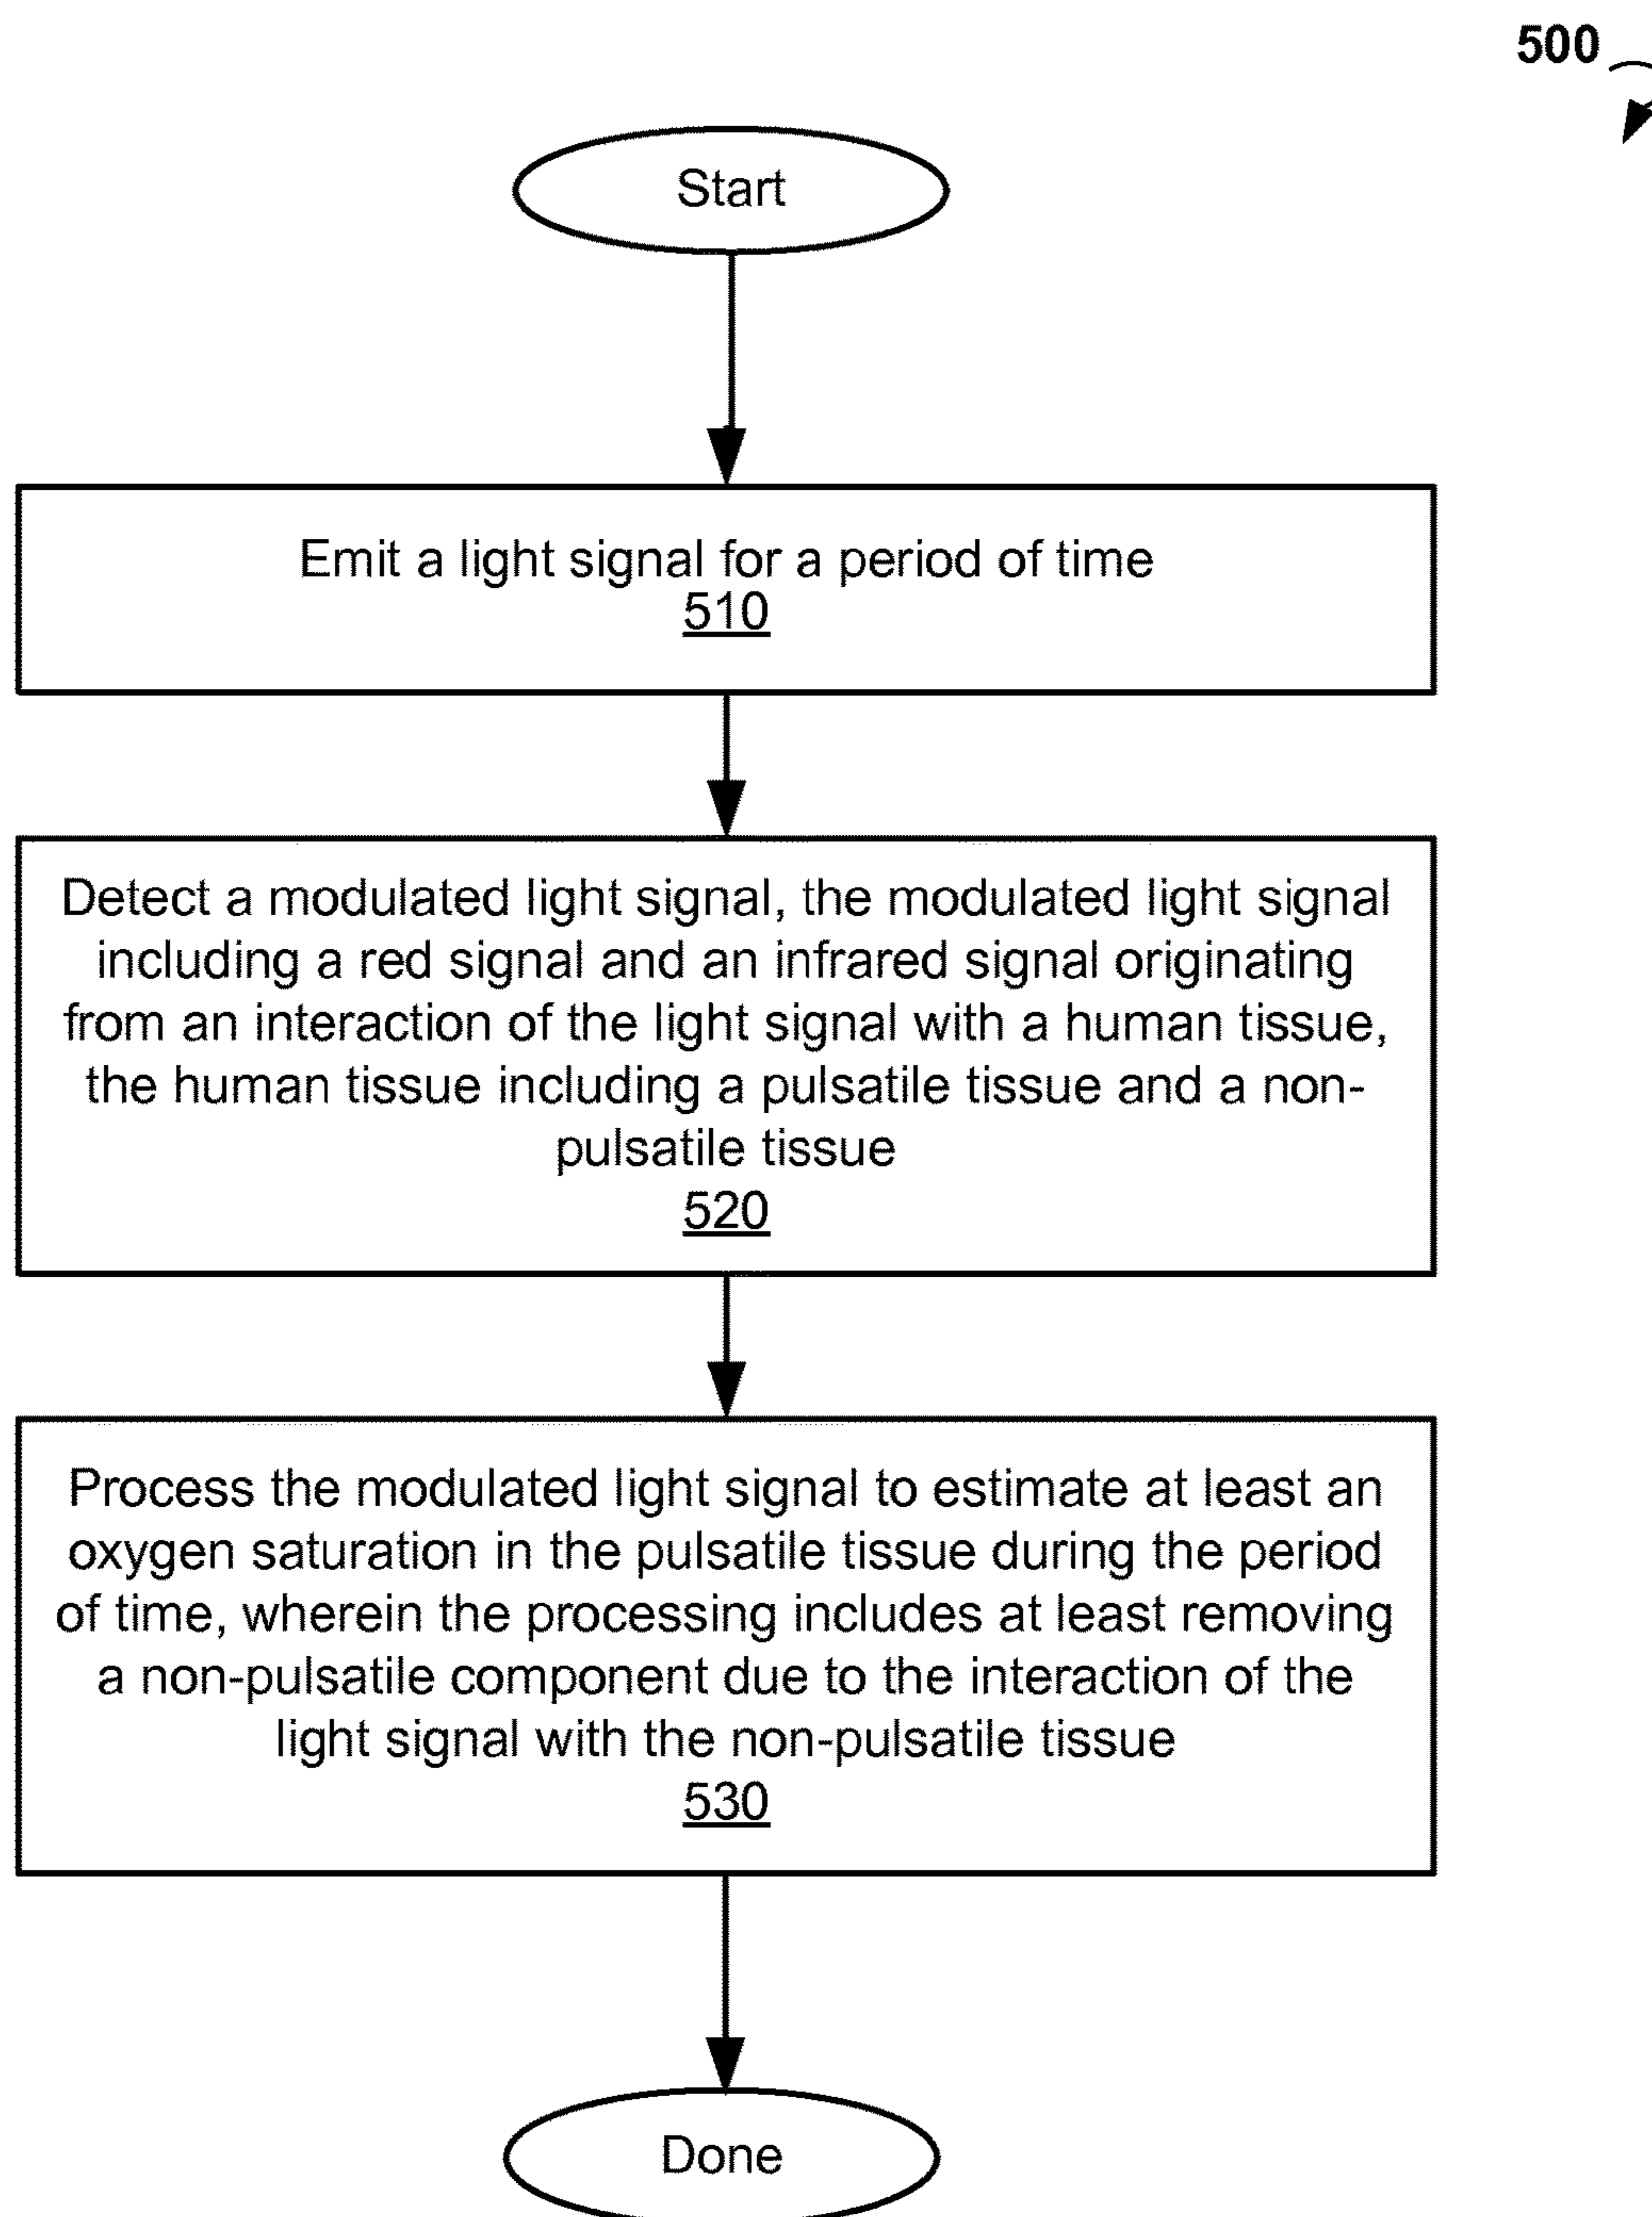 500
Start
Emit a light signal for a period of time
510
Detect a modulated light signal, the modulated light signal
including a red signal and an infrared signal originating
from an interaction of the light signal with a human tissue,
the human tissue including a pulsatile tissue and a non-
pulsatile tissue
520
Process the modulated light signal to estimate at least an
oxygen saturation in the pulsatile tissue during the period
of time, wherein the processing includes at least removing
a non-pulsatile component due to the interaction of the
light signal with the non-pulsatile tissue
530
Done